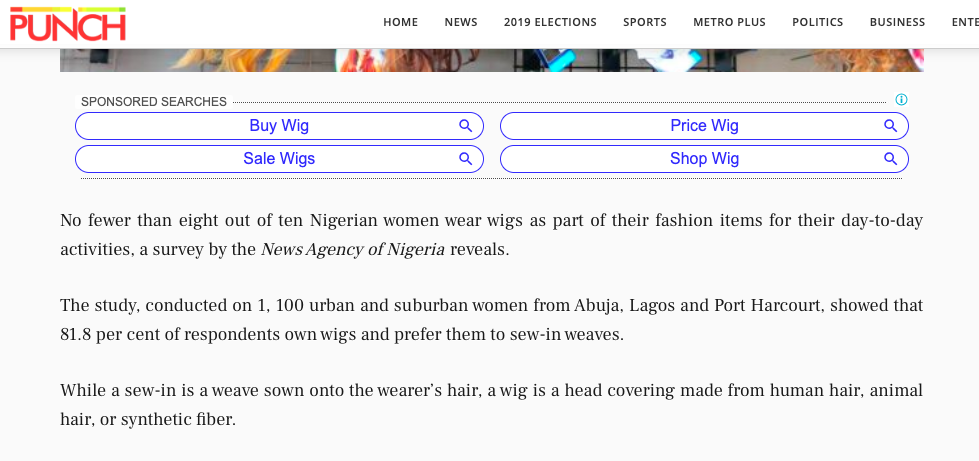 PUNCH
HOME NEWS 2019 ELECTIONS SPORTS METRO PLUS POLITICS BUSINESS ENTE
SPONSORED SEARCHES
Buy Wig
Price Wig
Sale Wigs
Shop Wig
No fewer than eight out of ten Nigerian women wear wigs as part of their fashion items for their day-to-day
activities, a survey by the News Agency of Nigeria reveals.
The study, conducted on 1, 100 urban and suburban women from Abuja, Lagos and Port Harcourt, showed that
81.8 per cent of respondents own wigs and prefer them to sew-in weaves.
While a sew-in is a weave sown onto the wearer’s hair, a wig is a head covering made from human hair, animal
hair, or synthetic fiber.